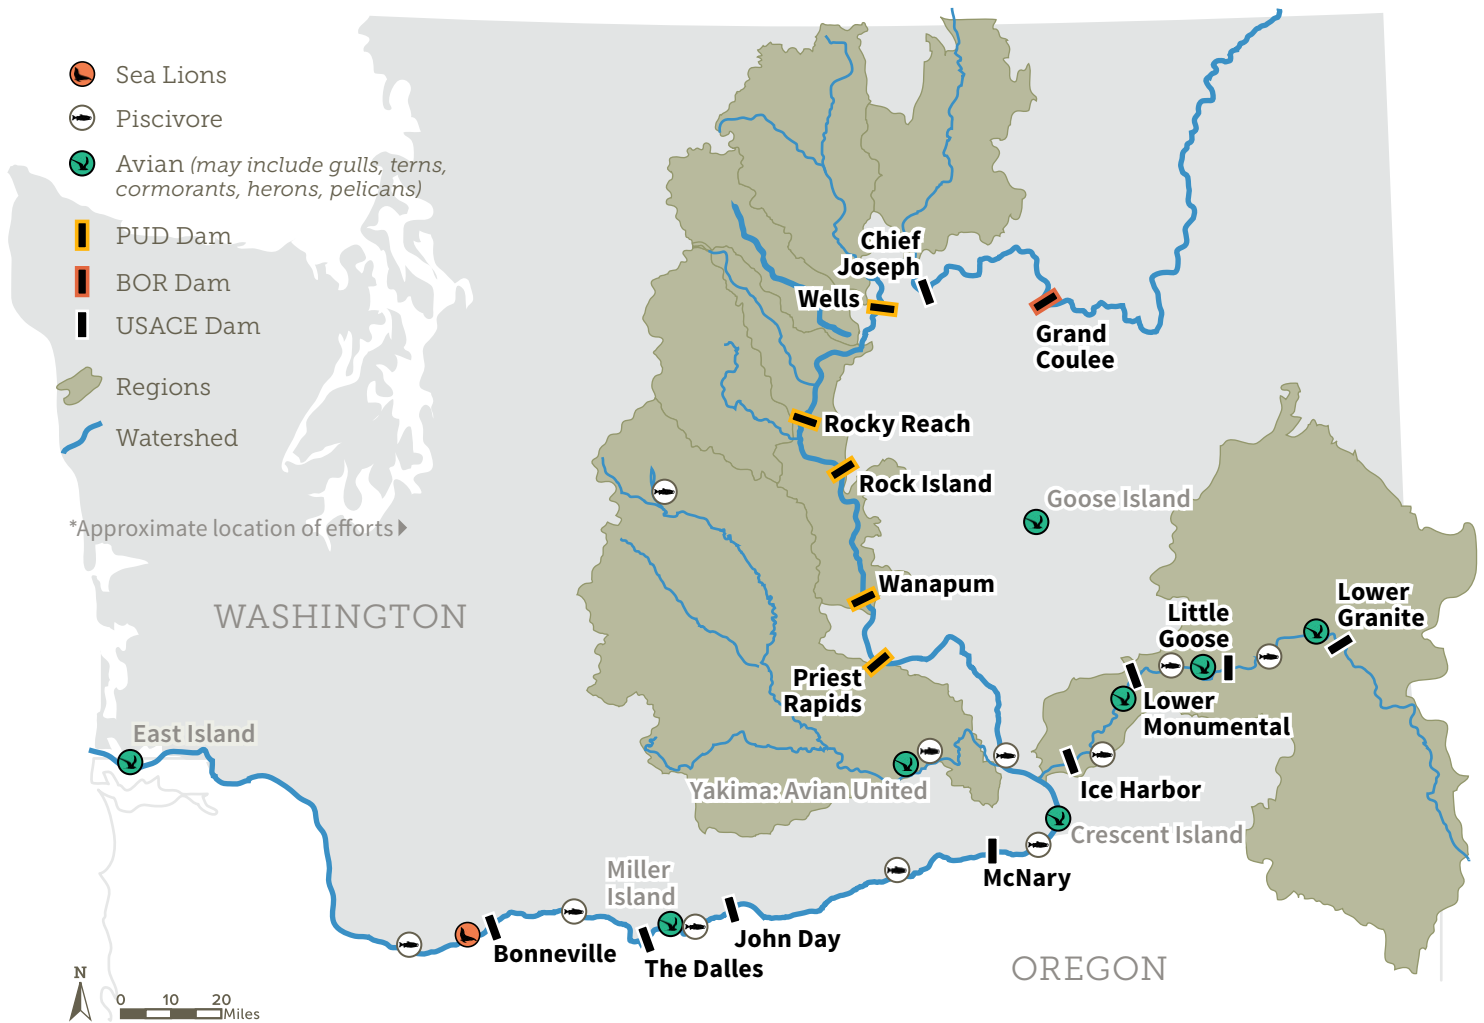 Sea Lions
Piscivore
Avian (may include gulls, terns,
cormorants, herons, pelicans)
PUD Dam
BOR Dam
USACE Dam
Regions
Watershed
*Approximate location of efforts
WASHINGTON
Chief
Joseph
Wells
Grand
Coulee
Rocky Reach
Rock Island
Goose Island
Wanapum
Lower
Granite
Little
Goose
Priest
Rapids
Lower
Monumental
East Island
Yakima: Avian United
Ice Harbor
Crescent Island
Miller
Island
McNary
John Day
Bonneville
The Dalles
OREGON
N
0 10 20
Miles